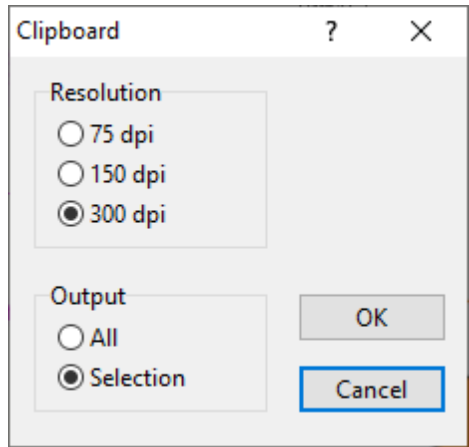 Clipboard ?
Resolution
75 dpi
150 dpi
300 dpi
Output
All
Selection
OK
Cancel